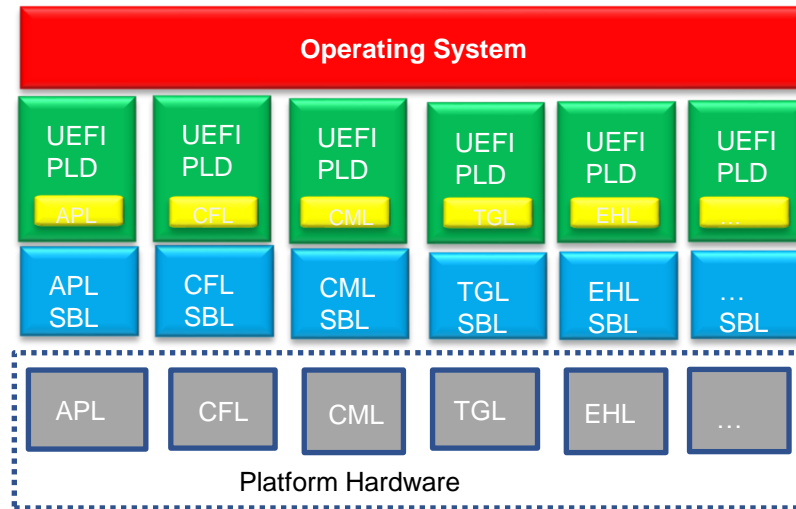 Operating System
UEFI PLD
UEFI PLD
UEFI PLD
UEFI PLD
UEFI PLD
UEFI PLD
APL
CFL
CML
TGL
EHL
...
APL SBL
CFL SBL
CML SBL
TGL SBL
EHL SBL
... SBL
APL
CFL
CML
TGL
EHL
...
Platform Hardware